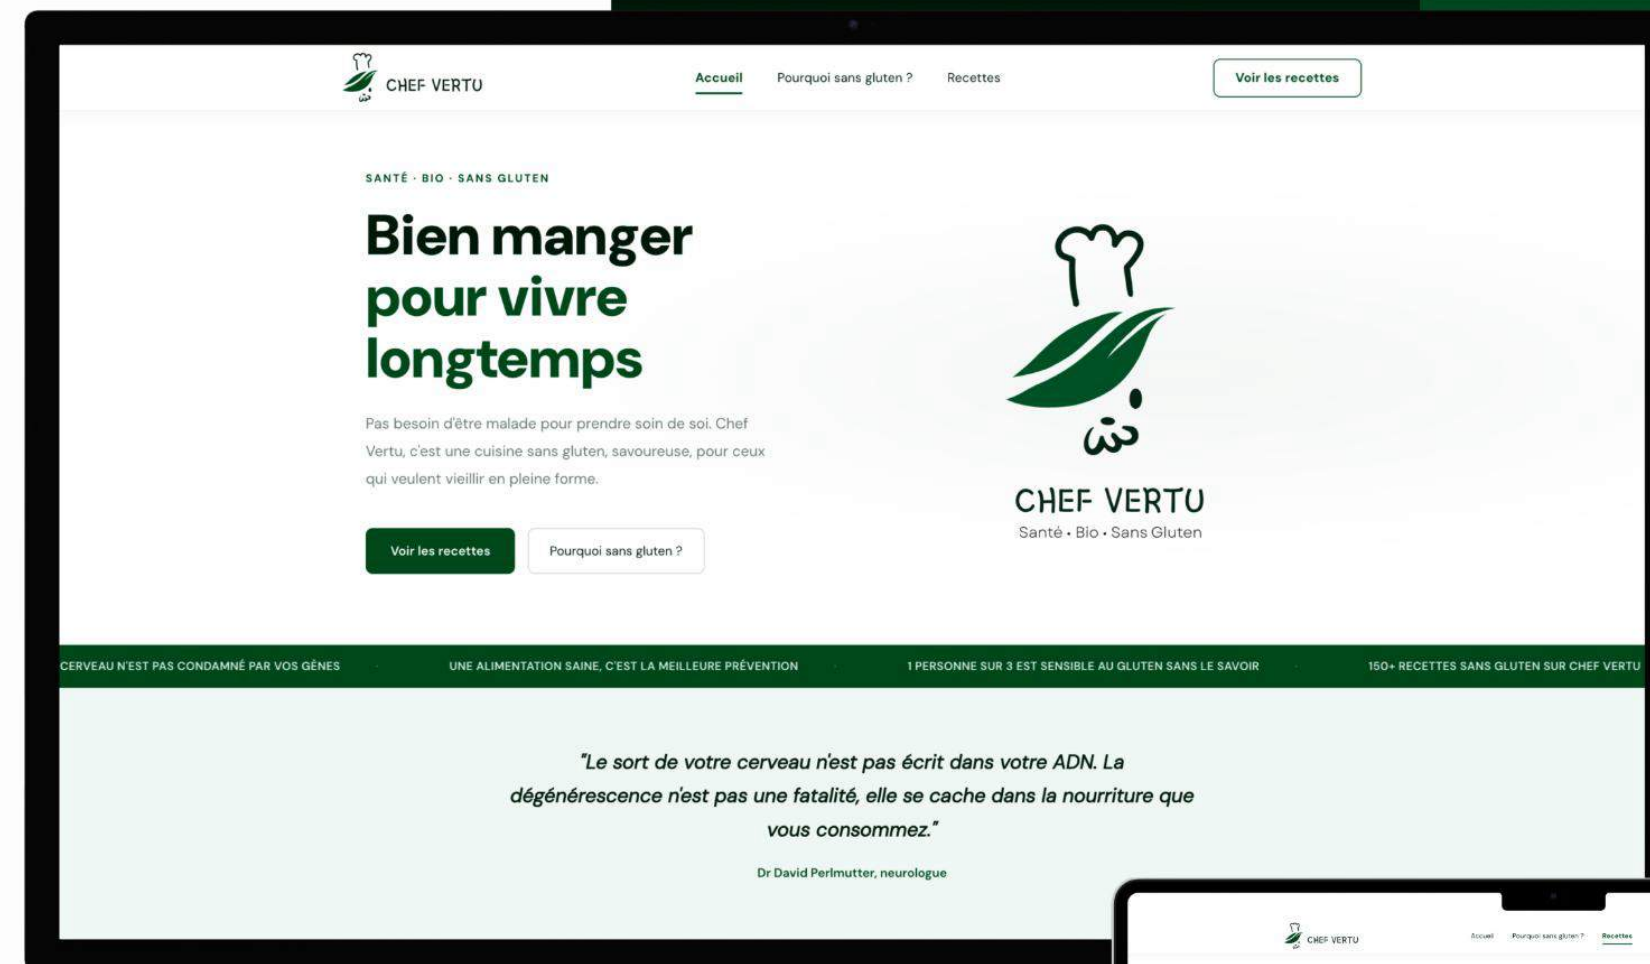 CHEF VERTU
Accueil
Pourquoi sans gluten ?
Recettes
Voir les recettes
SANTÉ · BIO · SANS GLUTEN
Bien manger
pour vivre
longtemps
Pas besoin d'être malade pour prendre soin de soi. Chef
Vertu, c'est une cuisine sans gluten, savoureuse, pour ceux
qui veulent vieillir en pleine forme.
Voir les recettes
Pourquoi sans gluten ?
CHEF VERTU
Santé • Bio • Sans Gluten
CERVEAU N'EST PAS CONDAMNÉ PAR VOS GÈNES
UNE ALIMENTATION SAINE, C'EST LA MEILLEURE PRÉVENTION
1 PERSONNE SUR 3 EST SENSIBLE AU GLUTEN SANS LE SAVOIR
150+ RECETTES SANS GLUTEN SUR CHEF VERTU
"Le sort de votre cerveau n'est pas écrit dans votre ADN. La
dégénérescence n'est pas une fatalité, elle se cache dans la nourriture que
vous consommez."
Dr David Perlmutter, neurologue
CHEF VERTU
Accueil
Pourquoi sans gluten ?
Recettes